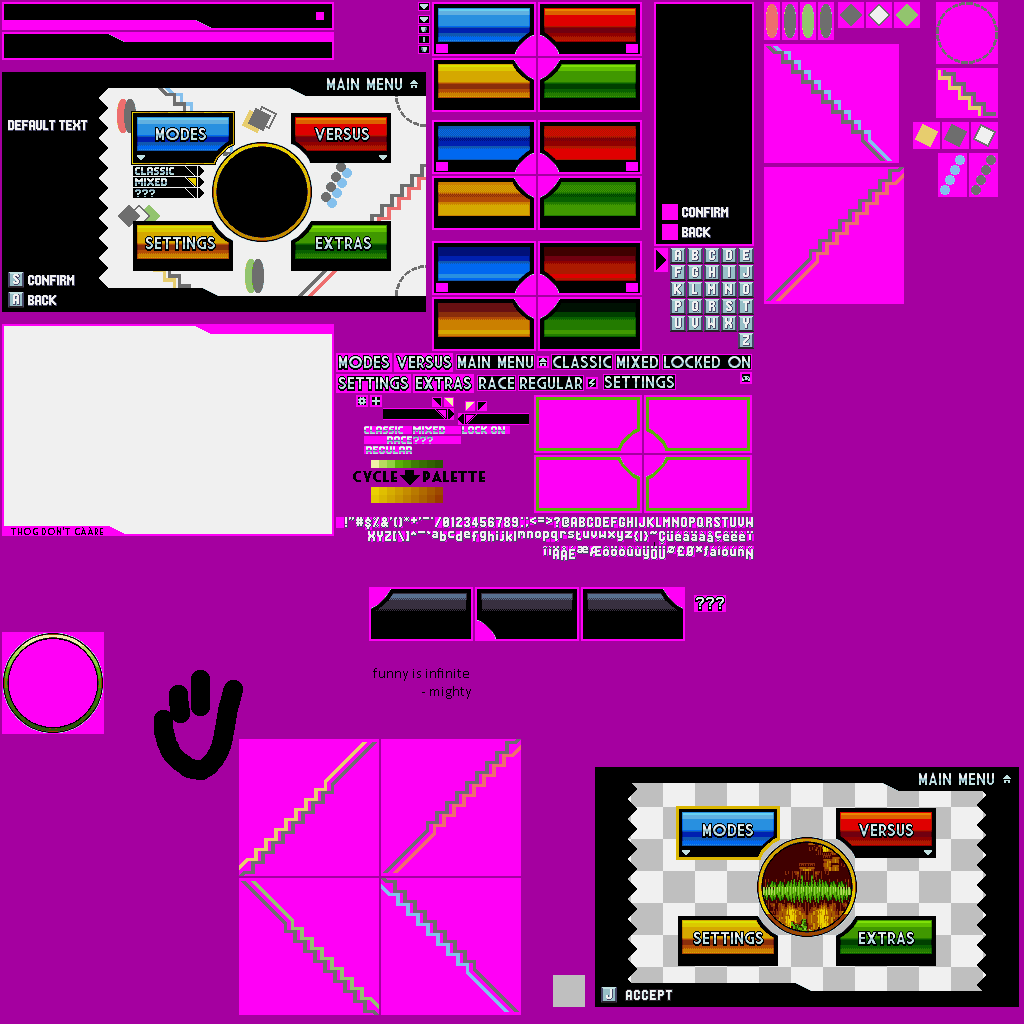 MAIN MENU
DEFAULT TEXT
MODES
VERSUS
CLASSIC
MIXED
???
SETTINGS
EXTRAS
S CONFIRM
A BACK
CONFIRM
BACK
A B C D E
F G H I J
K L M N O
P Q R S T
U V W X Y
Z
MODES VERSUS MAIN MENU CLASSIC MIXED LOCKED ON
SETTINGS EXTRAS RACE REGULAR SETTINGS
CLASSIC MIXED LOCK ON
RACE ???
REGULAR
CYCLE PALETTE
THOG DON'T CAARE
!"#$%&'()*+'-'/0123456789:;<=>?@ABCDEFGHIJKLMNOPQRSTUVW
XYZ[\]^-'abcdefghijklmnopqrstuvwxyz{|}~
???
funny is infinite
- mighty
MAIN MENU
MODES
VERSUS
SETTINGS
EXTRAS
J ACCEPT